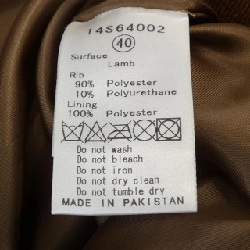 14S64002
40
Surface
Lamb
Rib
90% Polyester
10% Polyurethane
Lining
100% Polyester
Do not wash
Do not bleach
Do not iron
Do not dry clean
Do not tumble dry
MADE IN PAKISTAN